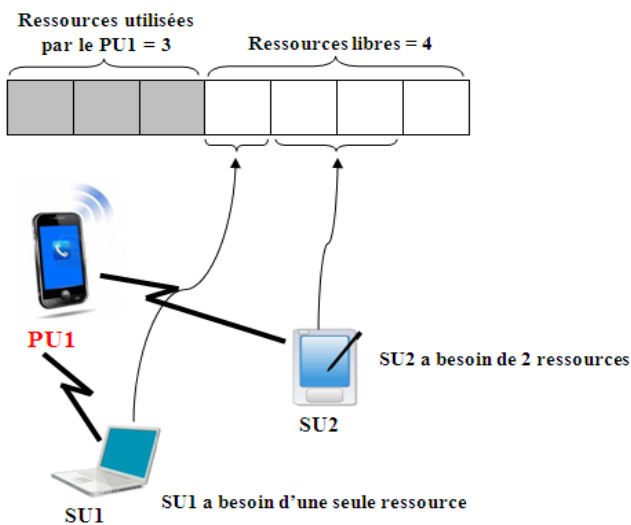 Ressources utilisées
par le PU1 = 3
Ressources libres = 4
PU1
SU2 a besoin de 2 ressources
SU2
SU1 a besoin d’une seule ressource
SU1